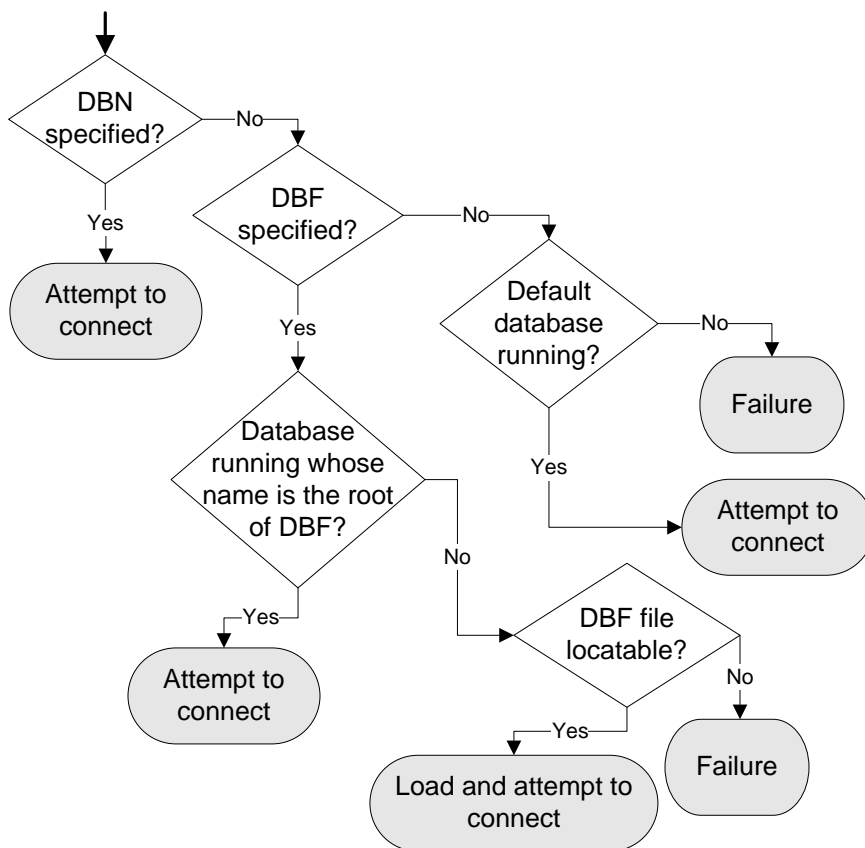 DBN
specified?
No
Yes
Attempt to
connect
DBF
specified?
No
Yes
Default
database
running?
No
Failure
Yes
Attempt to
connect
Database
running whose
name is the root
of DBF?
No
Yes
Attempt to
connect
DBF file
locatable?
No
Yes
Load and attempt to
connect
Failure